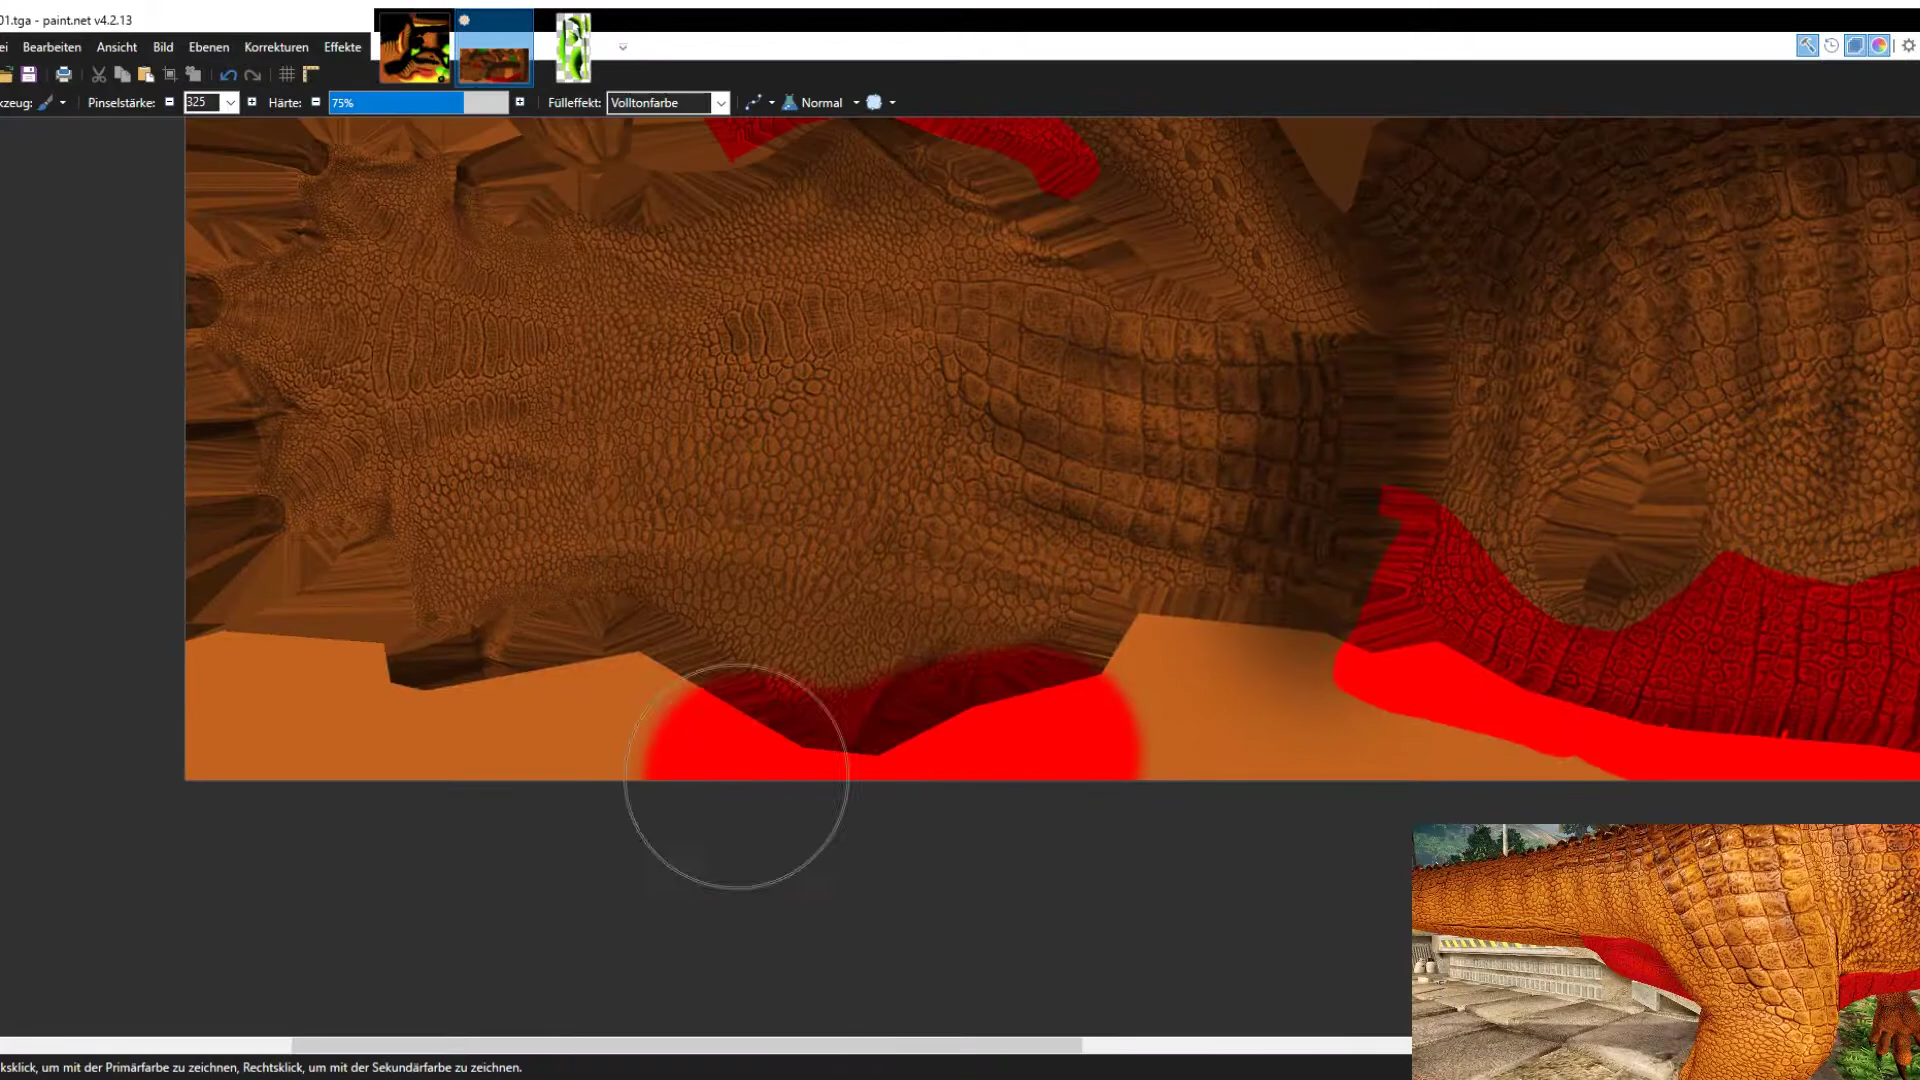 01.tga - paint.net v4.2.13
ei Bearbeiten Ansicht Bild Ebenen Korrekturen Effekte
kzeug: Pinselstärke: 325 Härte: 75% Fülleffekt: Volltonfarbe Normal
ksklick, um mit der Primärfarbe zu zeichnen, Rechtsklick, um mit der Sekundärfarbe zu zeichnen.